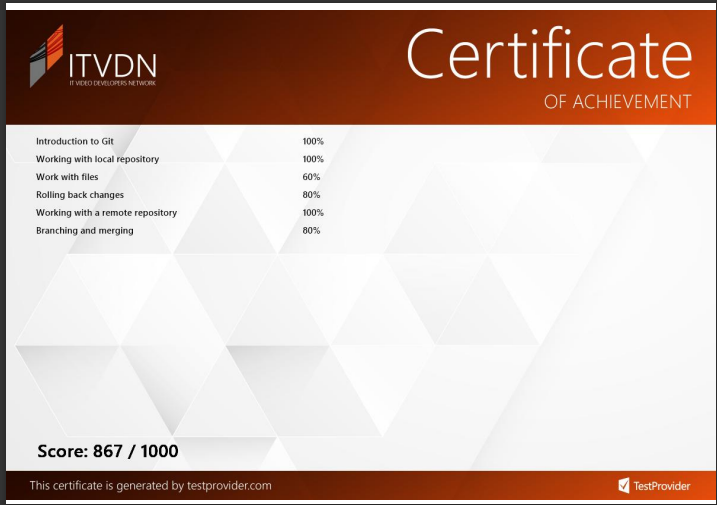 ITVDN
IT VIDEO DEVELOPERS NETWORK
Certificate
OF ACHIEVEMENT
Introduction to Git 100%
Working with local repository 100%
Work with files 60%
Rolling back changes 80%
Working with a remote repository 100%
Branching and merging 80%
Score: 867 / 1000
This certificate is generated by testprovider.com
TestProvider